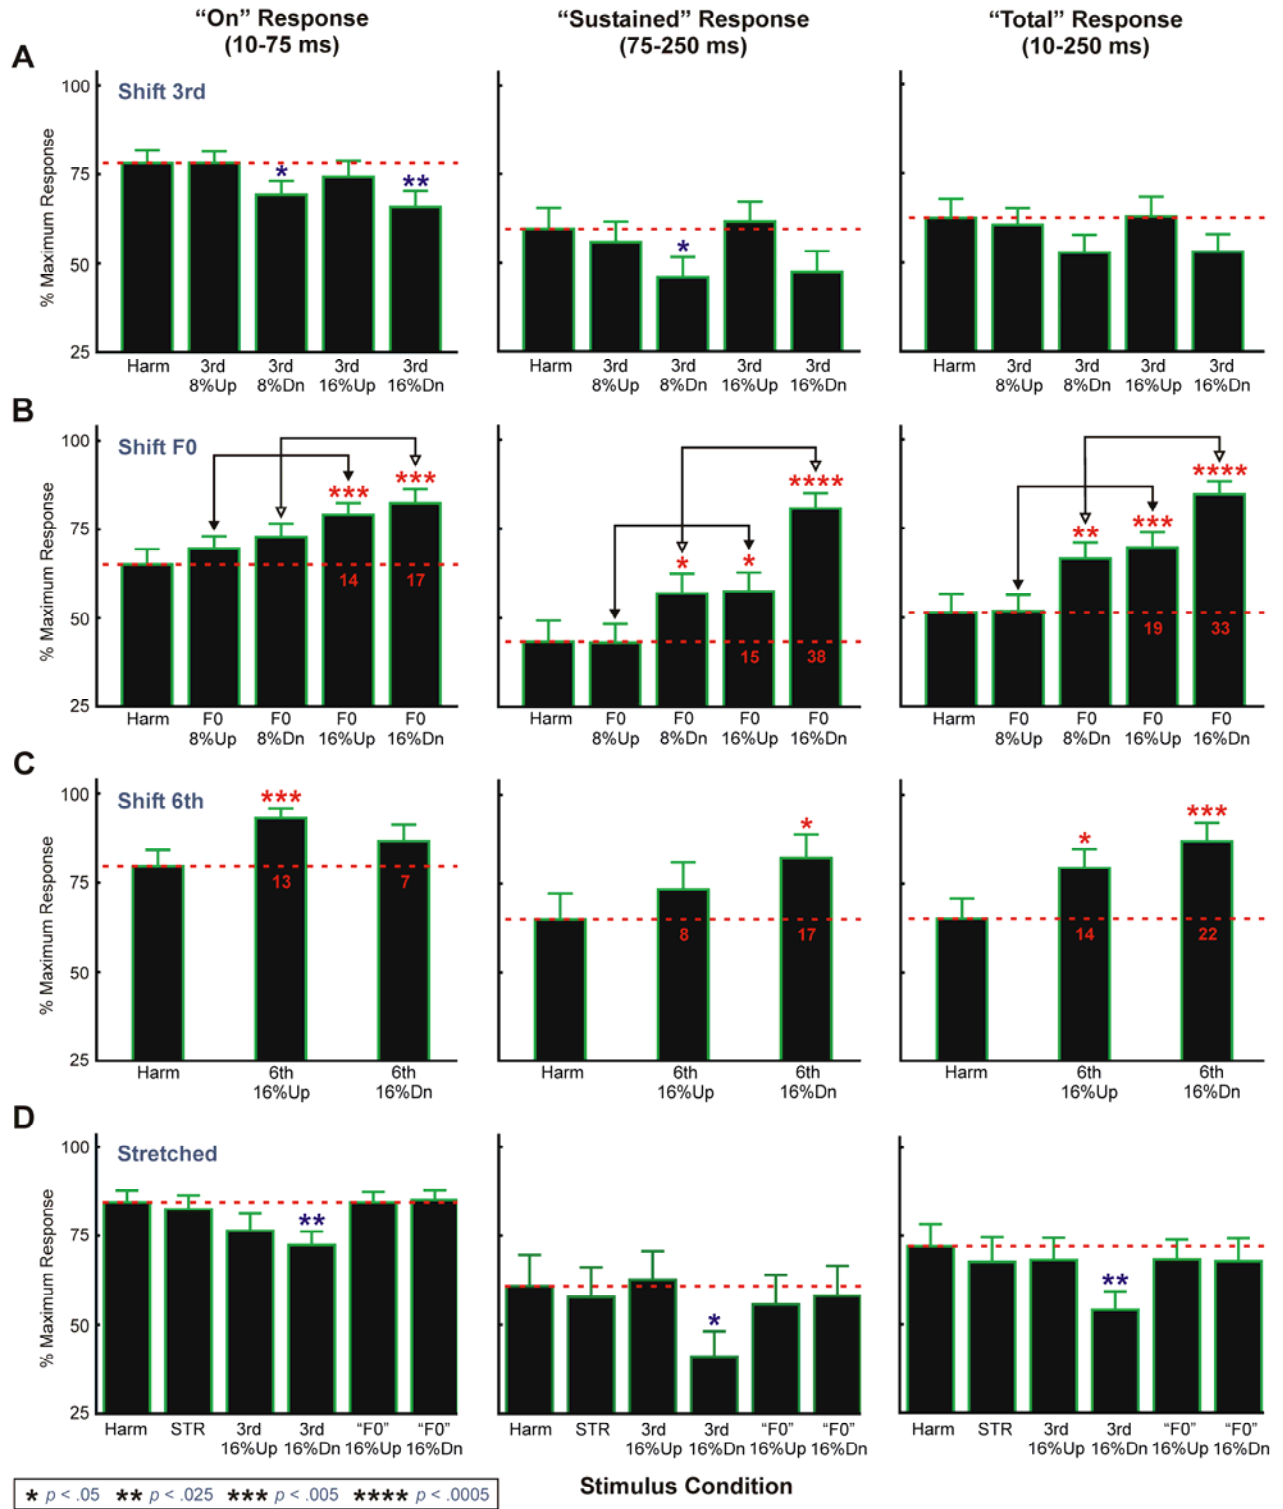 “On” Response
(10-75 ms)
“Sustained” Response
(75-250 ms)
“Total” Response
(10-250 ms)
A
Shift 3rd
% Maximum Response
100
75
50
25
*
**
Harm
3rd
8%Up
3rd
8%Dn
3rd
16%Up
3rd
16%Dn
*
Harm
3rd
8%Up
3rd
8%Dn
3rd
16%Up
3rd
16%Dn
Harm
3rd
8%Up
3rd
8%Dn
3rd
16%Up
3rd
16%Dn
B
Shift F0
% Maximum Response
100
75
50
25
***
***
14
17
Harm
F0
8%Up
F0
8%Dn
F0
16%Up
F0
16%Dn
*
*
****
15
38
Harm
F0
8%Up
F0
8%Dn
F0
16%Up
F0
16%Dn
**
***
****
19
33
Harm
F0
8%Up
F0
8%Dn
F0
16%Up
F0
16%Dn
C
Shift 6th
% Maximum Response
100
75
50
25
***
13
7
Harm
6th
16%Up
6th
16%Dn
*
8
17
Harm
6th
16%Up
6th
16%Dn
*
***
14
22
Harm
6th
16%Up
6th
16%Dn
D
Stretched
% Maximum Response
100
75
50
25
**
Harm
STR
3rd
16%Up
3rd
16%Dn
“F0”
16%Up
“F0”
16%Dn
*
Harm
STR
3rd
16%Up
3rd
16%Dn
“F0”
16%Up
“F0”
16%Dn
**
Harm
STR
3rd
16%Up
3rd
16%Dn
“F0”
16%Up
“F0”
16%Dn
Stimulus Condition
* p < .05 ** p < .025 *** p < .005 **** p < .0005